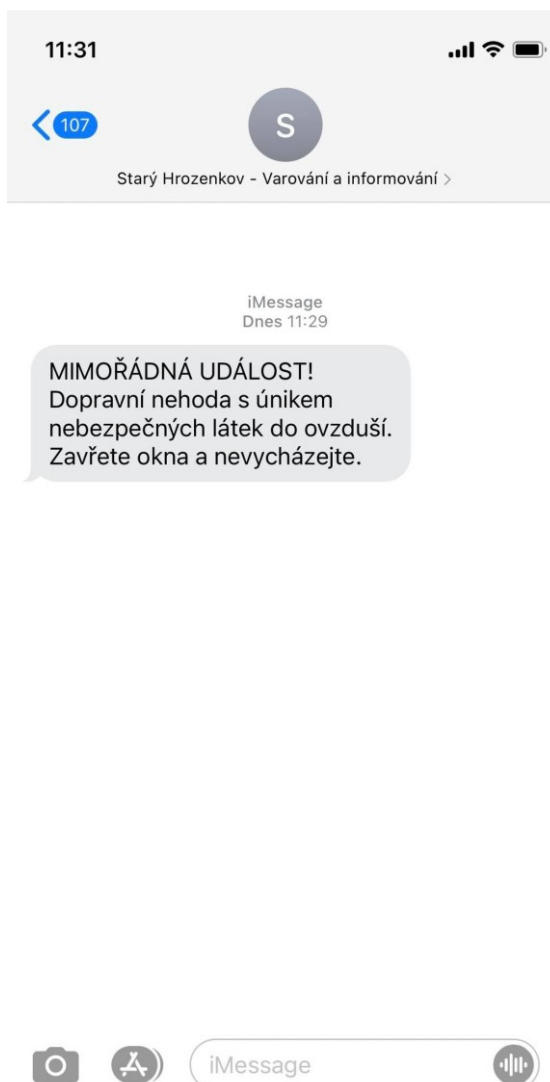 11:31
107
S
Starý Hrozenkov - Varování a informování
iMessage
Dnes 11:29
MIMOŘÁDNÁ UDÁLOST!
Dopravní nehoda s únikem
nebezpečných látek do ovzduší.
Zavřete okna a nevycházejte.
iMessage